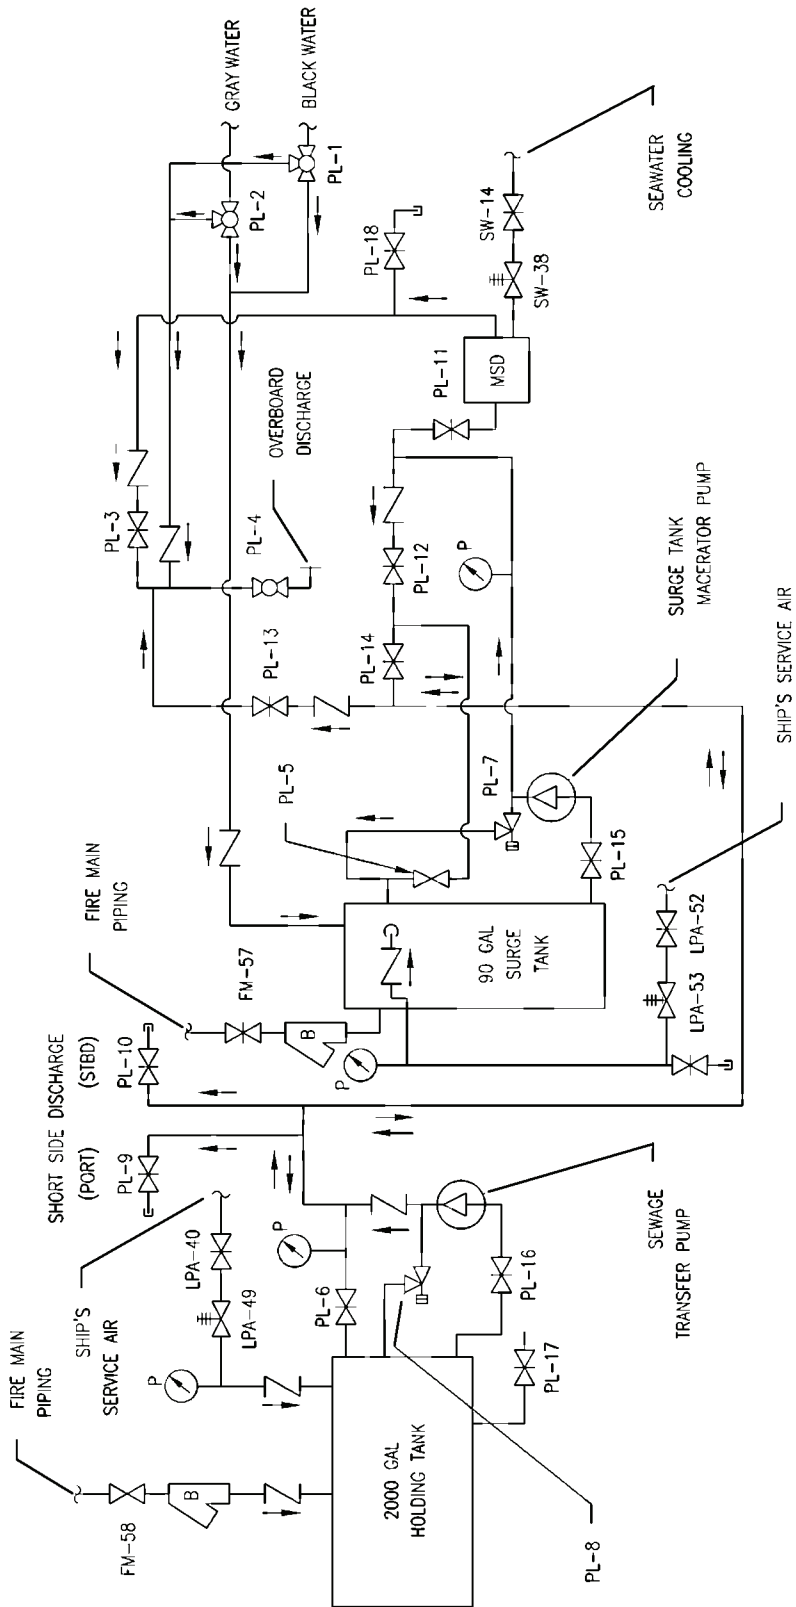 GRAY WATER
BLACK WATER
PL-2
PL-1
PL-18
SW-14
SW-38
SEAWATER
COOLING
PL-11
MSD
OVERBOARD
DISCHARGE
PL-3
PL-4
PL-12
P
PL-13
PL-14
SURGE TANK
MACERATOR PUMP
PL-5
PL-7
PL-15
SHIP'S SERVICE AIR
FIRE MAIN
PIPING
FM-57
B
90 GAL
SURGE
TANK
LPA-52
LPA-53
P
SHORT SIDE DISCHARGE
(PORT)
(STBD)
PL-9
PL-10
SHIP'S
SERVICE AIR
LPA-40
LPA-49
P
P
PL-6
PL-16
PL-17
SEWAGE
TRANSFER PUMP
FIRE MAIN
PIPING
FM-58
B
2000 GAL
HOLDING TANK
PL-8